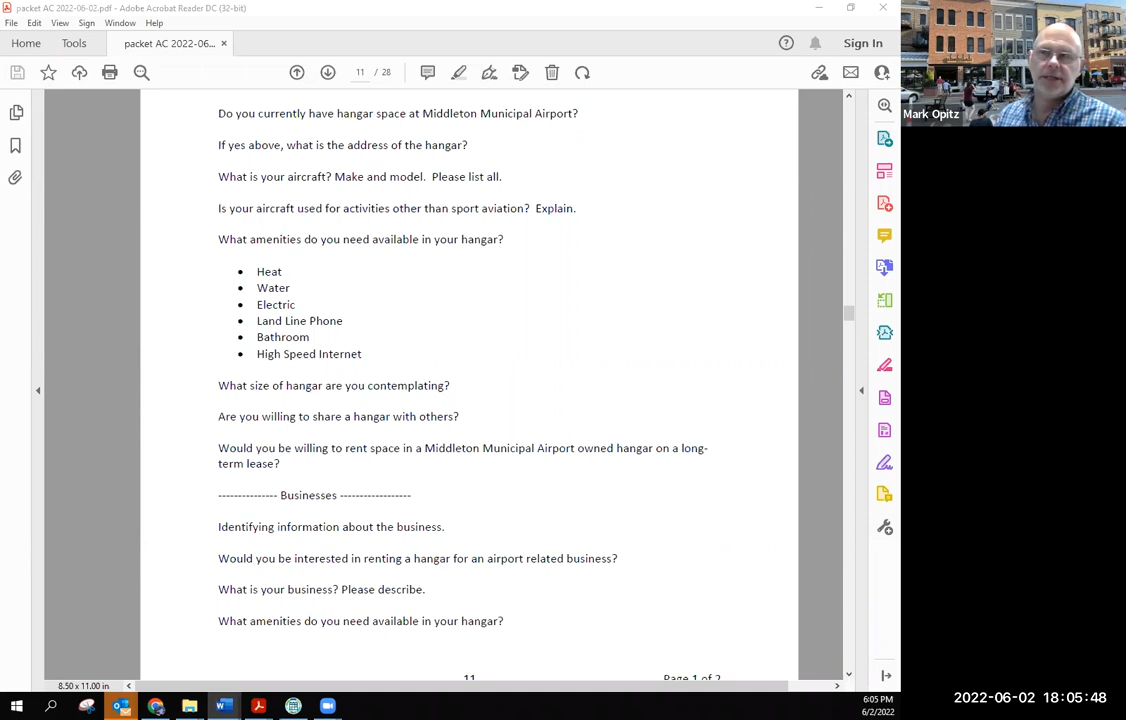 packet AC 2022-06-02.pdf - Adobe Acrobat Reader DC (32-bit)
File Edit View Sign Window Help
Home Tools packet AC 2022-06... × Sign In
11 / 28
Mark Opitz
Do you currently have hangar space at Middleton Municipal Airport?
If yes above, what is the address of the hangar?
What is your aircraft? Make and model. Please list all.
Is your aircraft used for activities other than sport aviation? Explain.
What amenities do you need available in your hangar?
• Heat
• Water
• Electric
• Land Line Phone
• Bathroom
• High Speed Internet
What size of hangar are you contemplating?
Are you willing to share a hangar with others?
Would you be willing to rent space in a Middleton Municipal Airport owned hangar on a long-
term lease?
--------------- Businesses ------------------
Identifying information about the business.
Would you be interested in renting a hangar for an airport related business?
What is your business? Please describe.
What amenities do you need available in your hangar?
11 Page 1 of 2
8.50 x 11.00 in
6:05 PM
6/2/2022
2022-06-02 18:05:48